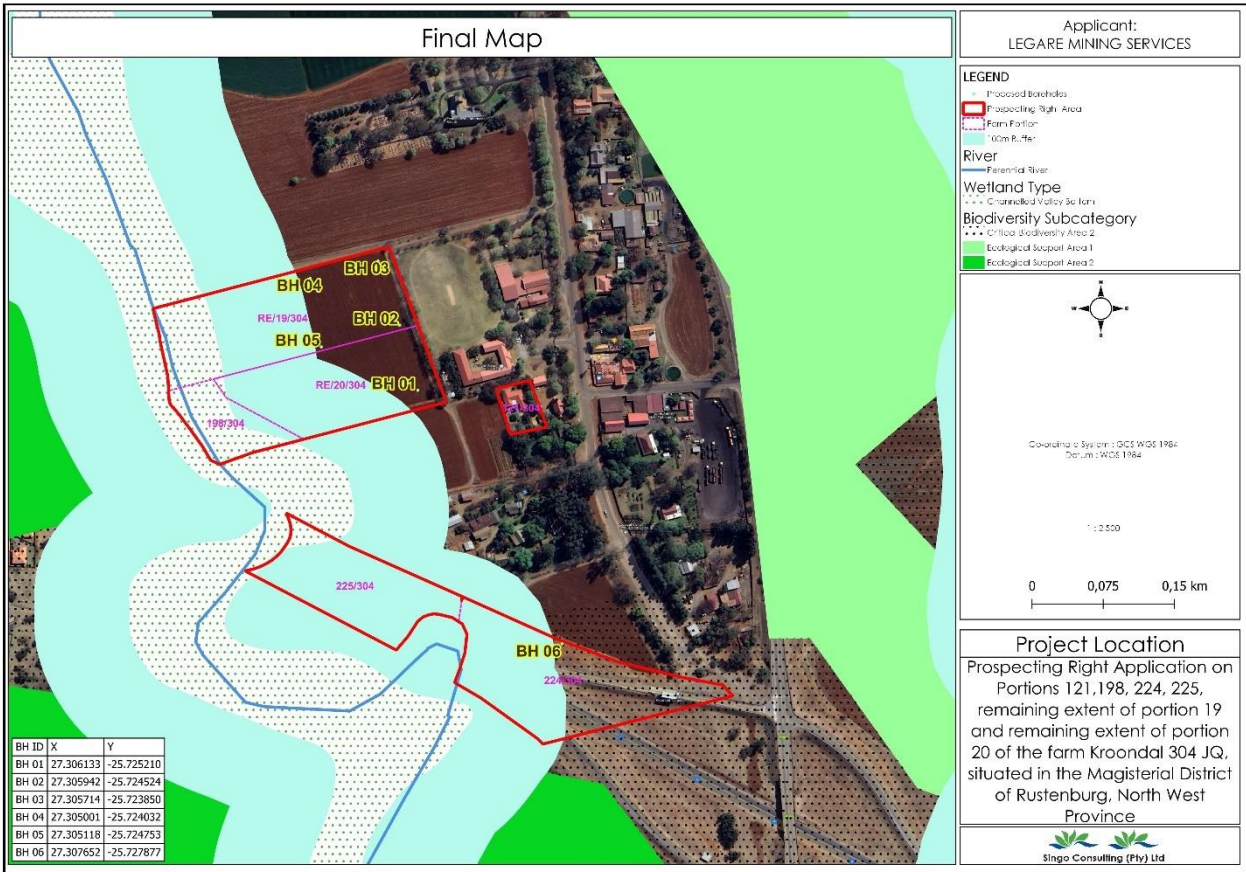 Final Map
Applicant:
LEGARE MINING SERVICES
LEGEND
Proposed Boreholes
Prospecting Right Area
Farm Portion
100m Buffer
River
Perennial River
Wetland Type
Channelled Valley Bottom
Biodiversity Subcategory
Critical Biodiversity Area 2
Ecological Support Area 1
Ecological Support Area 2
N
W
E
S
Co-ordinate System : GCS WGS 1984
Datum : WGS 1984
1 : 2 500
0 0,075 0,15 km
Project Location
Prospecting Right Application on
Portions 121,198, 224, 225,
remaining extent of portion 19
and remaining extent of portion
20 of the farm Kroondal 304 JQ,
situated in the Magisterial District
of Rustenburg, North West
Province
Singo Consulting (Pty) Ltd
BH 03
BH 04
RE/19/304
BH 02
BH 05
RE/20/304
BH 01
121/304
198/304
225/304
BH 06
224/304
BH ID X Y
BH 01 27.306133 -25.725210
BH 02 27.305942 -25.724524
BH 03 27.305714 -25.723850
BH 04 27.305001 -25.724032
BH 05 27.305118 -25.724753
BH 06 27.307652 -25.727877